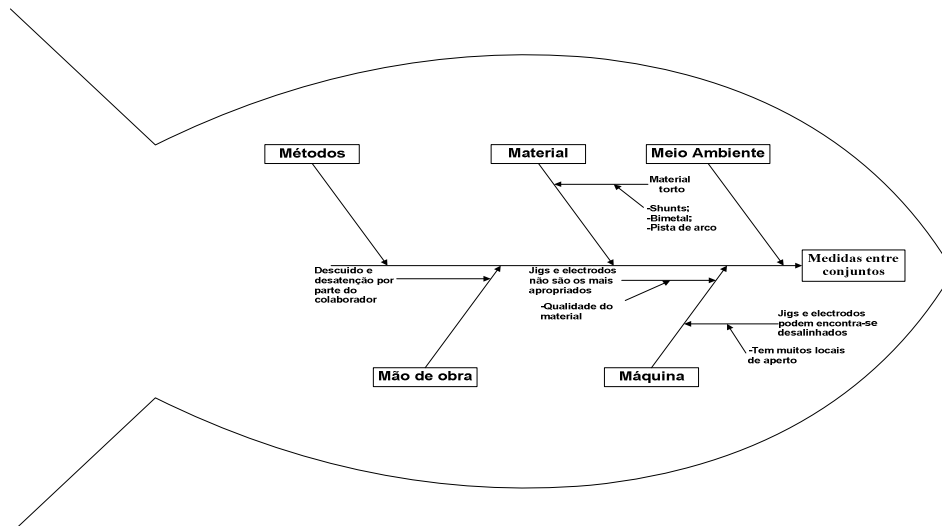 Métodos
Material
Meio Ambiente
Material
torto
-Shunts;
-Bimetal;
-Pista de arco
Medidas entre
conjuntos
Descuido e
desatenção por
parte do
colaborador
Jigs e electrodos
não são os mais
apropriados
-Qualidade do
material
Jigs e electrodos
podem encontra-se
desalinhados
-Tem muitos locais
de aperto
Mão de obra
Máquina